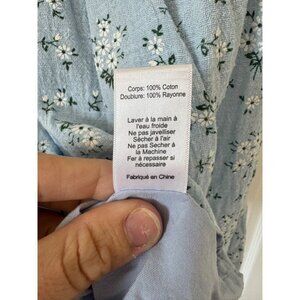 Corps: 100% Coton
Doublure: 100% Rayonne
Laver à la main à
l'eau froide
Ne pas javelliser
Sécher à l'air
Ne pas Sécher à
la Machine
Fer à repasser si
nécessaire
Fabriqué en Chine